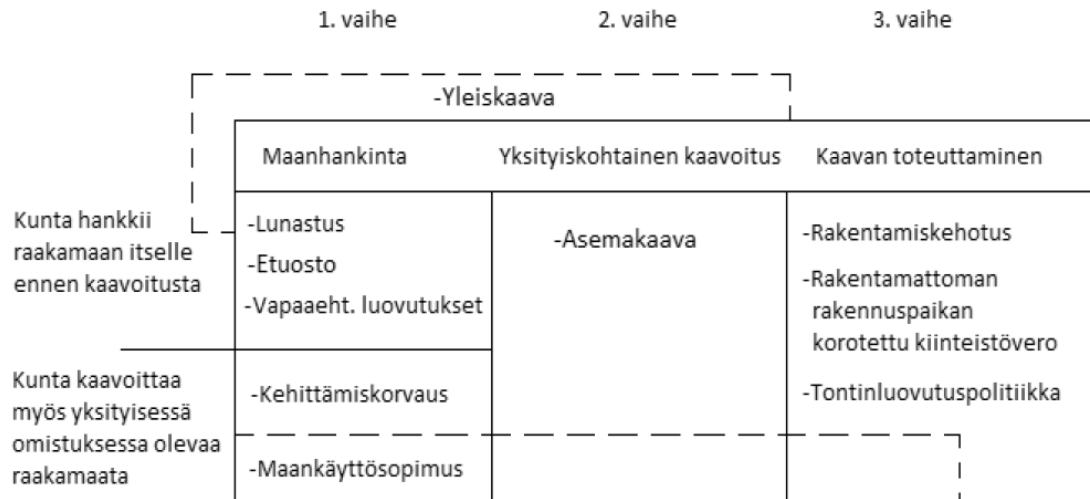 1. vaihe
2. vaihe
3. vaihe
-Yleiskaava
Maanhankinta
Yksityiskohtainen kaavoitus
Kaavan toteuttaminen
Kunta hankkii
raakamaan itselle
ennen kaavoitusta
-Lunastus
-Etuosto
-Vapaaeht. luovutukset
-Asemakaava
-Rakentamiskehotus
-Rakentamattoman
rakennuspaikan
korotettu kiinteistövero
-Tontinluovutuspolitiikka
Kunta kaavoittaa
myös yksityisessä
omistuksessa olevaa
raakamaata
-Kehittämiskorvaus
-Maankäyttösopimus